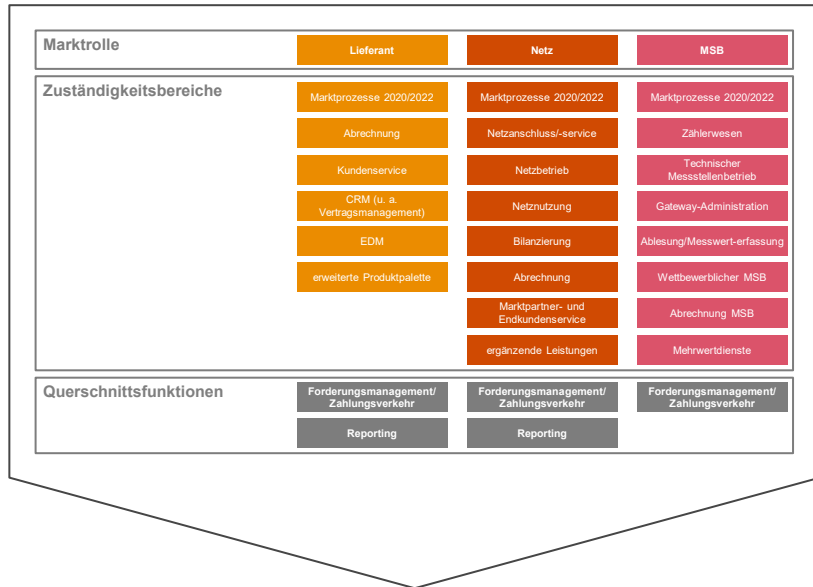 Marktrolle
Lieferant
Netz
MSB
Zuständigkeitsbereiche
Marktprozesse 2020/2022
Marktprozesse 2020/2022
Marktprozesse 2020/2022
Abrechnung
Netzanschluss/-service
Zählerwesen
Kundenservice
Netzbetrieb
Technischer
Messstellenbetrieb
CRM (u. a.
Vertragsmanagement)
Netznutzung
Gateway-Administration
EDM
Bilanzierung
Ablesung/Messwert-erfassung
erweiterte Produktpalette
Abrechnung
Wettbewerblicher MSB
Marktpartner- und
Endkundenservice
Abrechnung MSB
ergänzende Leistungen
Mehrwertdienste
Querschnittsfunktionen
Forderungsmanagement/
Zahlungsverkehr
Forderungsmanagement/
Zahlungsverkehr
Forderungsmanagement/
Zahlungsverkehr
Reporting
Reporting